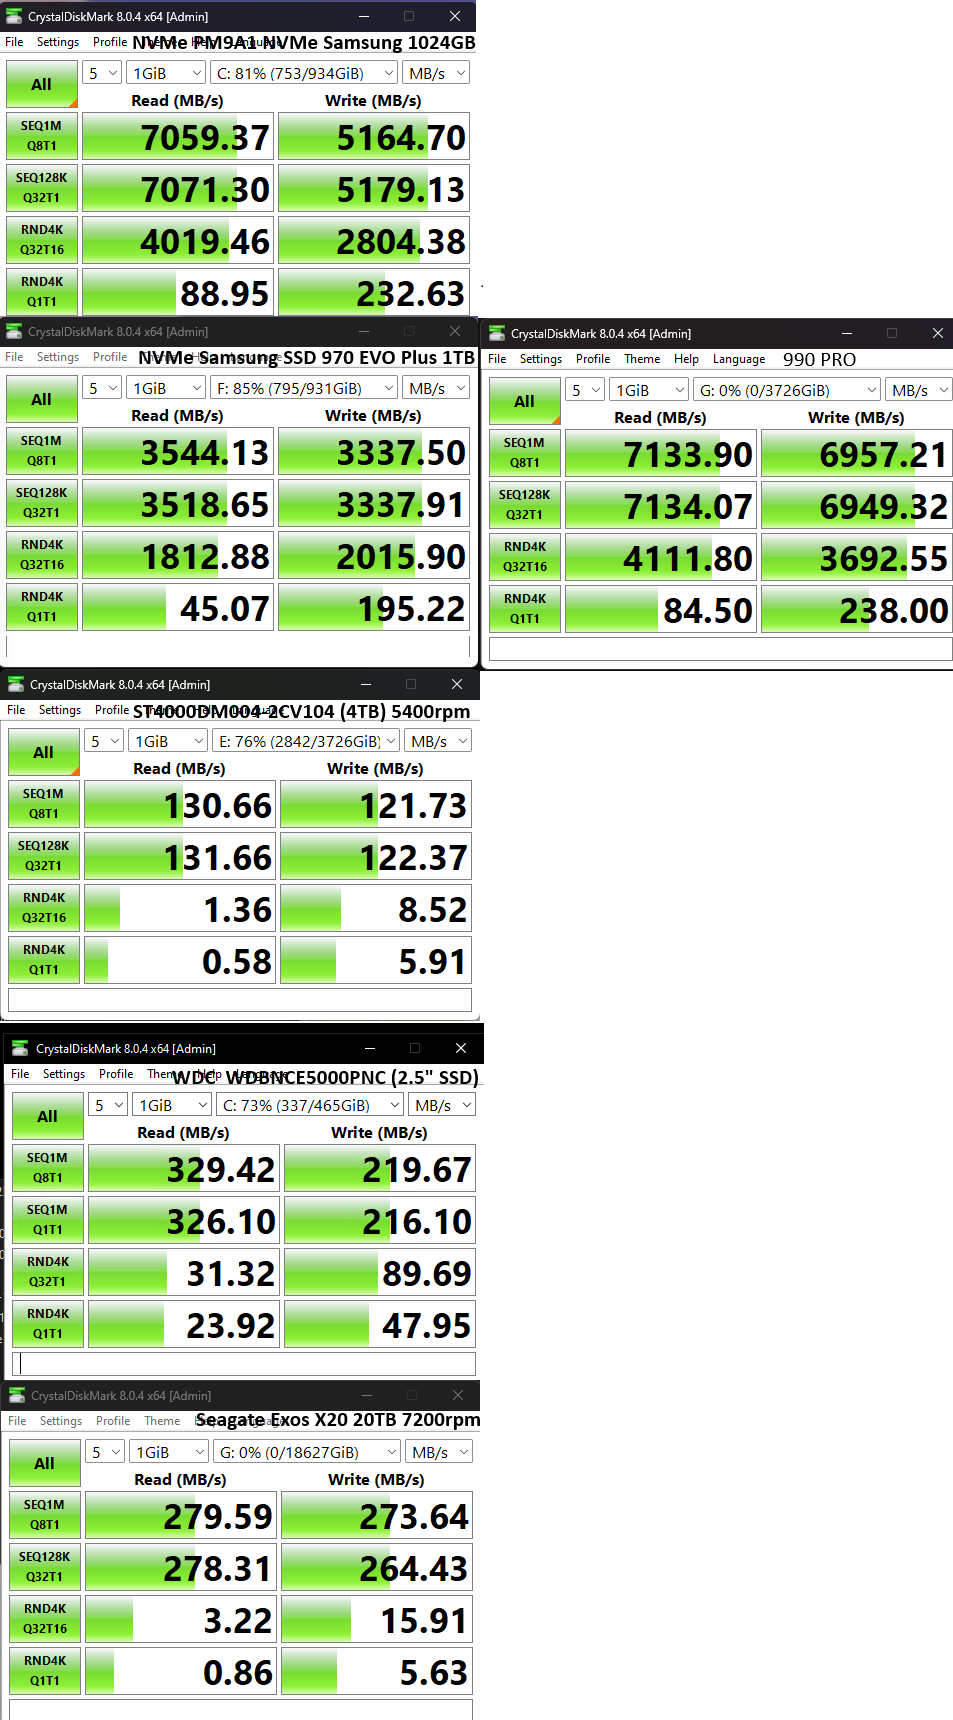 CrystalDiskMark 8.0.4 x64 [Admin]
File Settings Profile NVMe PM9A1 NVMe Samsung 1024GB
All 5 1GiB C: 81% (753/934GiB) MB/s
Read (MB/s) Write (MB/s)
SEQ1M Q8T1 7059.37 5164.70
SEQ128K Q32T1 7071.30 5179.13
RND4K Q32T16 4019.46 2804.38
RND4K Q1T1 88.95 232.63
CrystalDiskMark 8.0.4 x64 [Admin]
File Settings Profile NVMe Samsung SSD 970 EVO Plus 1TB
All 5 1GiB F: 85% (795/931GiB) MB/s
Read (MB/s) Write (MB/s)
SEQ1M Q8T1 3544.13 3337.50
SEQ128K Q32T1 3518.65 3337.91
RND4K Q32T16 1812.88 2015.90
RND4K Q1T1 45.07 195.22
CrystalDiskMark 8.0.4 x64 [Admin]
File Settings Profile Theme Help Language 990 PRO
All 5 1GiB G: 0% (0/3726GiB) MB/s
Read (MB/s) Write (MB/s)
SEQ1M Q8T1 7133.90 6957.21
SEQ128K Q32T1 7134.07 6949.32
RND4K Q32T16 4111.80 3692.55
RND4K Q1T1 84.50 238.00
CrystalDiskMark 8.0.4 x64 [Admin]
File Settings Profile ST4000DM004-2CV104 (4TB) 5400rpm
All 5 1GiB E: 76% (2842/3726GiB) MB/s
Read (MB/s) Write (MB/s)
SEQ1M Q8T1 130.66 121.73
SEQ128K Q32T1 131.66 122.37
RND4K Q32T16 1.36 8.52
RND4K Q1T1 0.58 5.91
CrystalDiskMark 8.0.4 x64 [Admin]
File Settings Profile Theme Help WDC WDBNCE5000PNC (2.5" SSD)
All 5 1GiB C: 73% (337/465GiB) MB/s
Read (MB/s) Write (MB/s)
SEQ1M Q8T1 329.42 219.67
SEQ1M Q1T1 326.10 216.10
RND4K Q32T1 31.32 89.69
RND4K Q1T1 23.92 47.95
CrystalDiskMark 8.0.4 x64 [Admin]
File Settings Profile Theme Seagate Exos X20 20TB 7200rpm
All 5 1GiB G: 0% (0/18627GiB) MB/s
Read (MB/s) Write (MB/s)
SEQ1M Q8T1 279.59 273.64
SEQ128K Q32T1 278.31 264.43
RND4K Q32T16 3.22 15.91
RND4K Q1T1 0.86 5.63